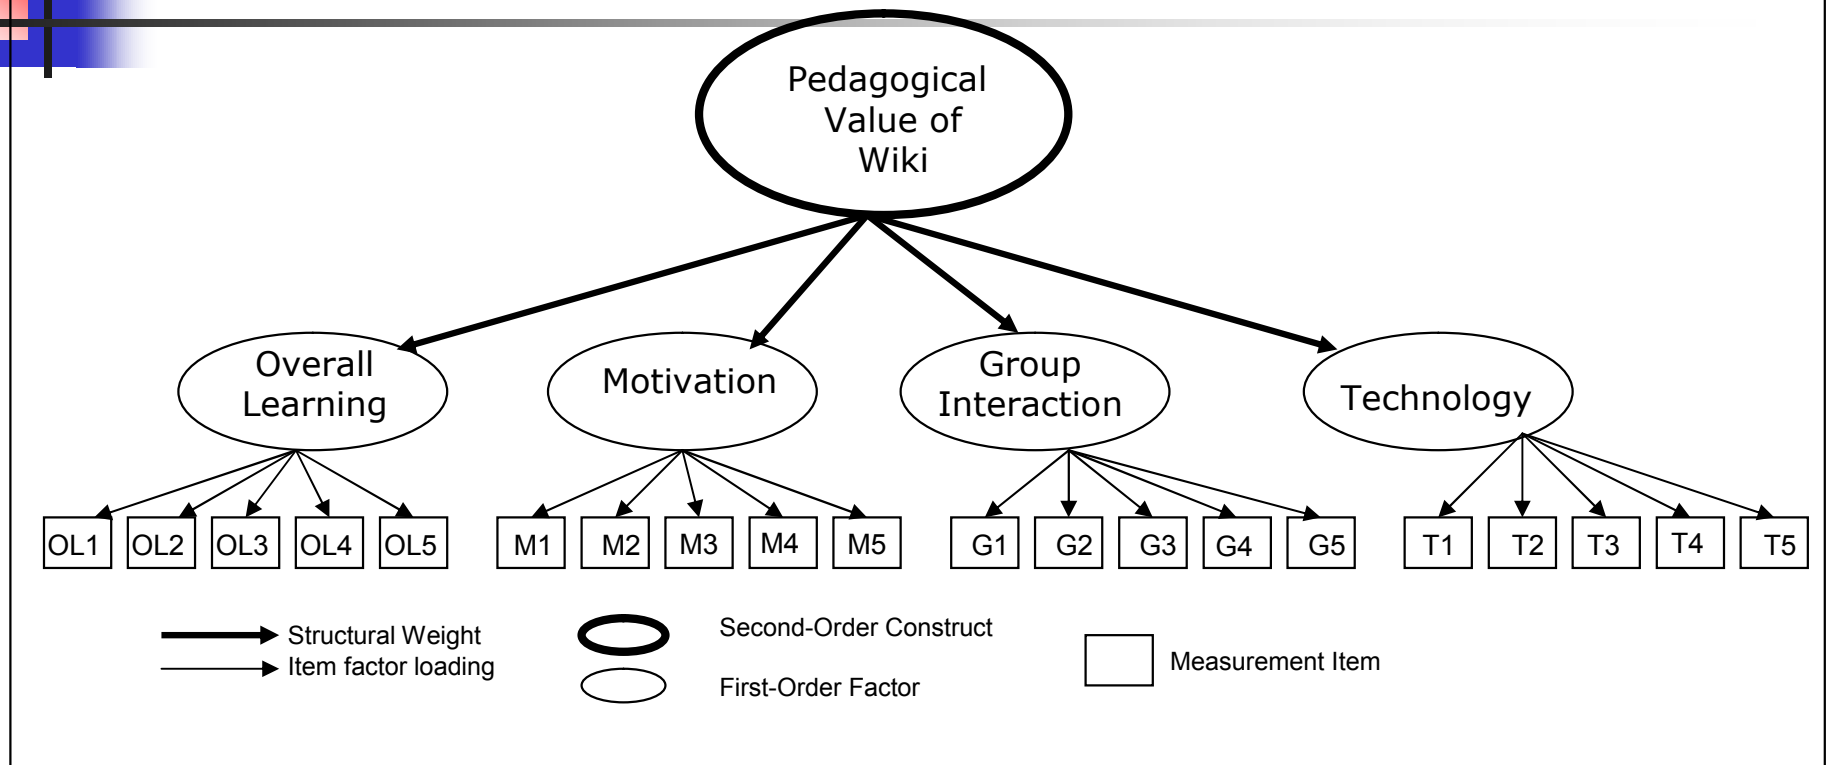 Pedagogical
Value of
Wiki
Overall
Learning
Motivation
Group
Interaction
Technology
OL1 OL2 OL3 OL4 OL5 M1 M2 M3 M4 M5 G1 G2 G3 G4 G5 T1 T2 T3 T4 T5
Structural Weight
Item factor loading
Second-Order Construct
First-Order Factor
Measurement Item